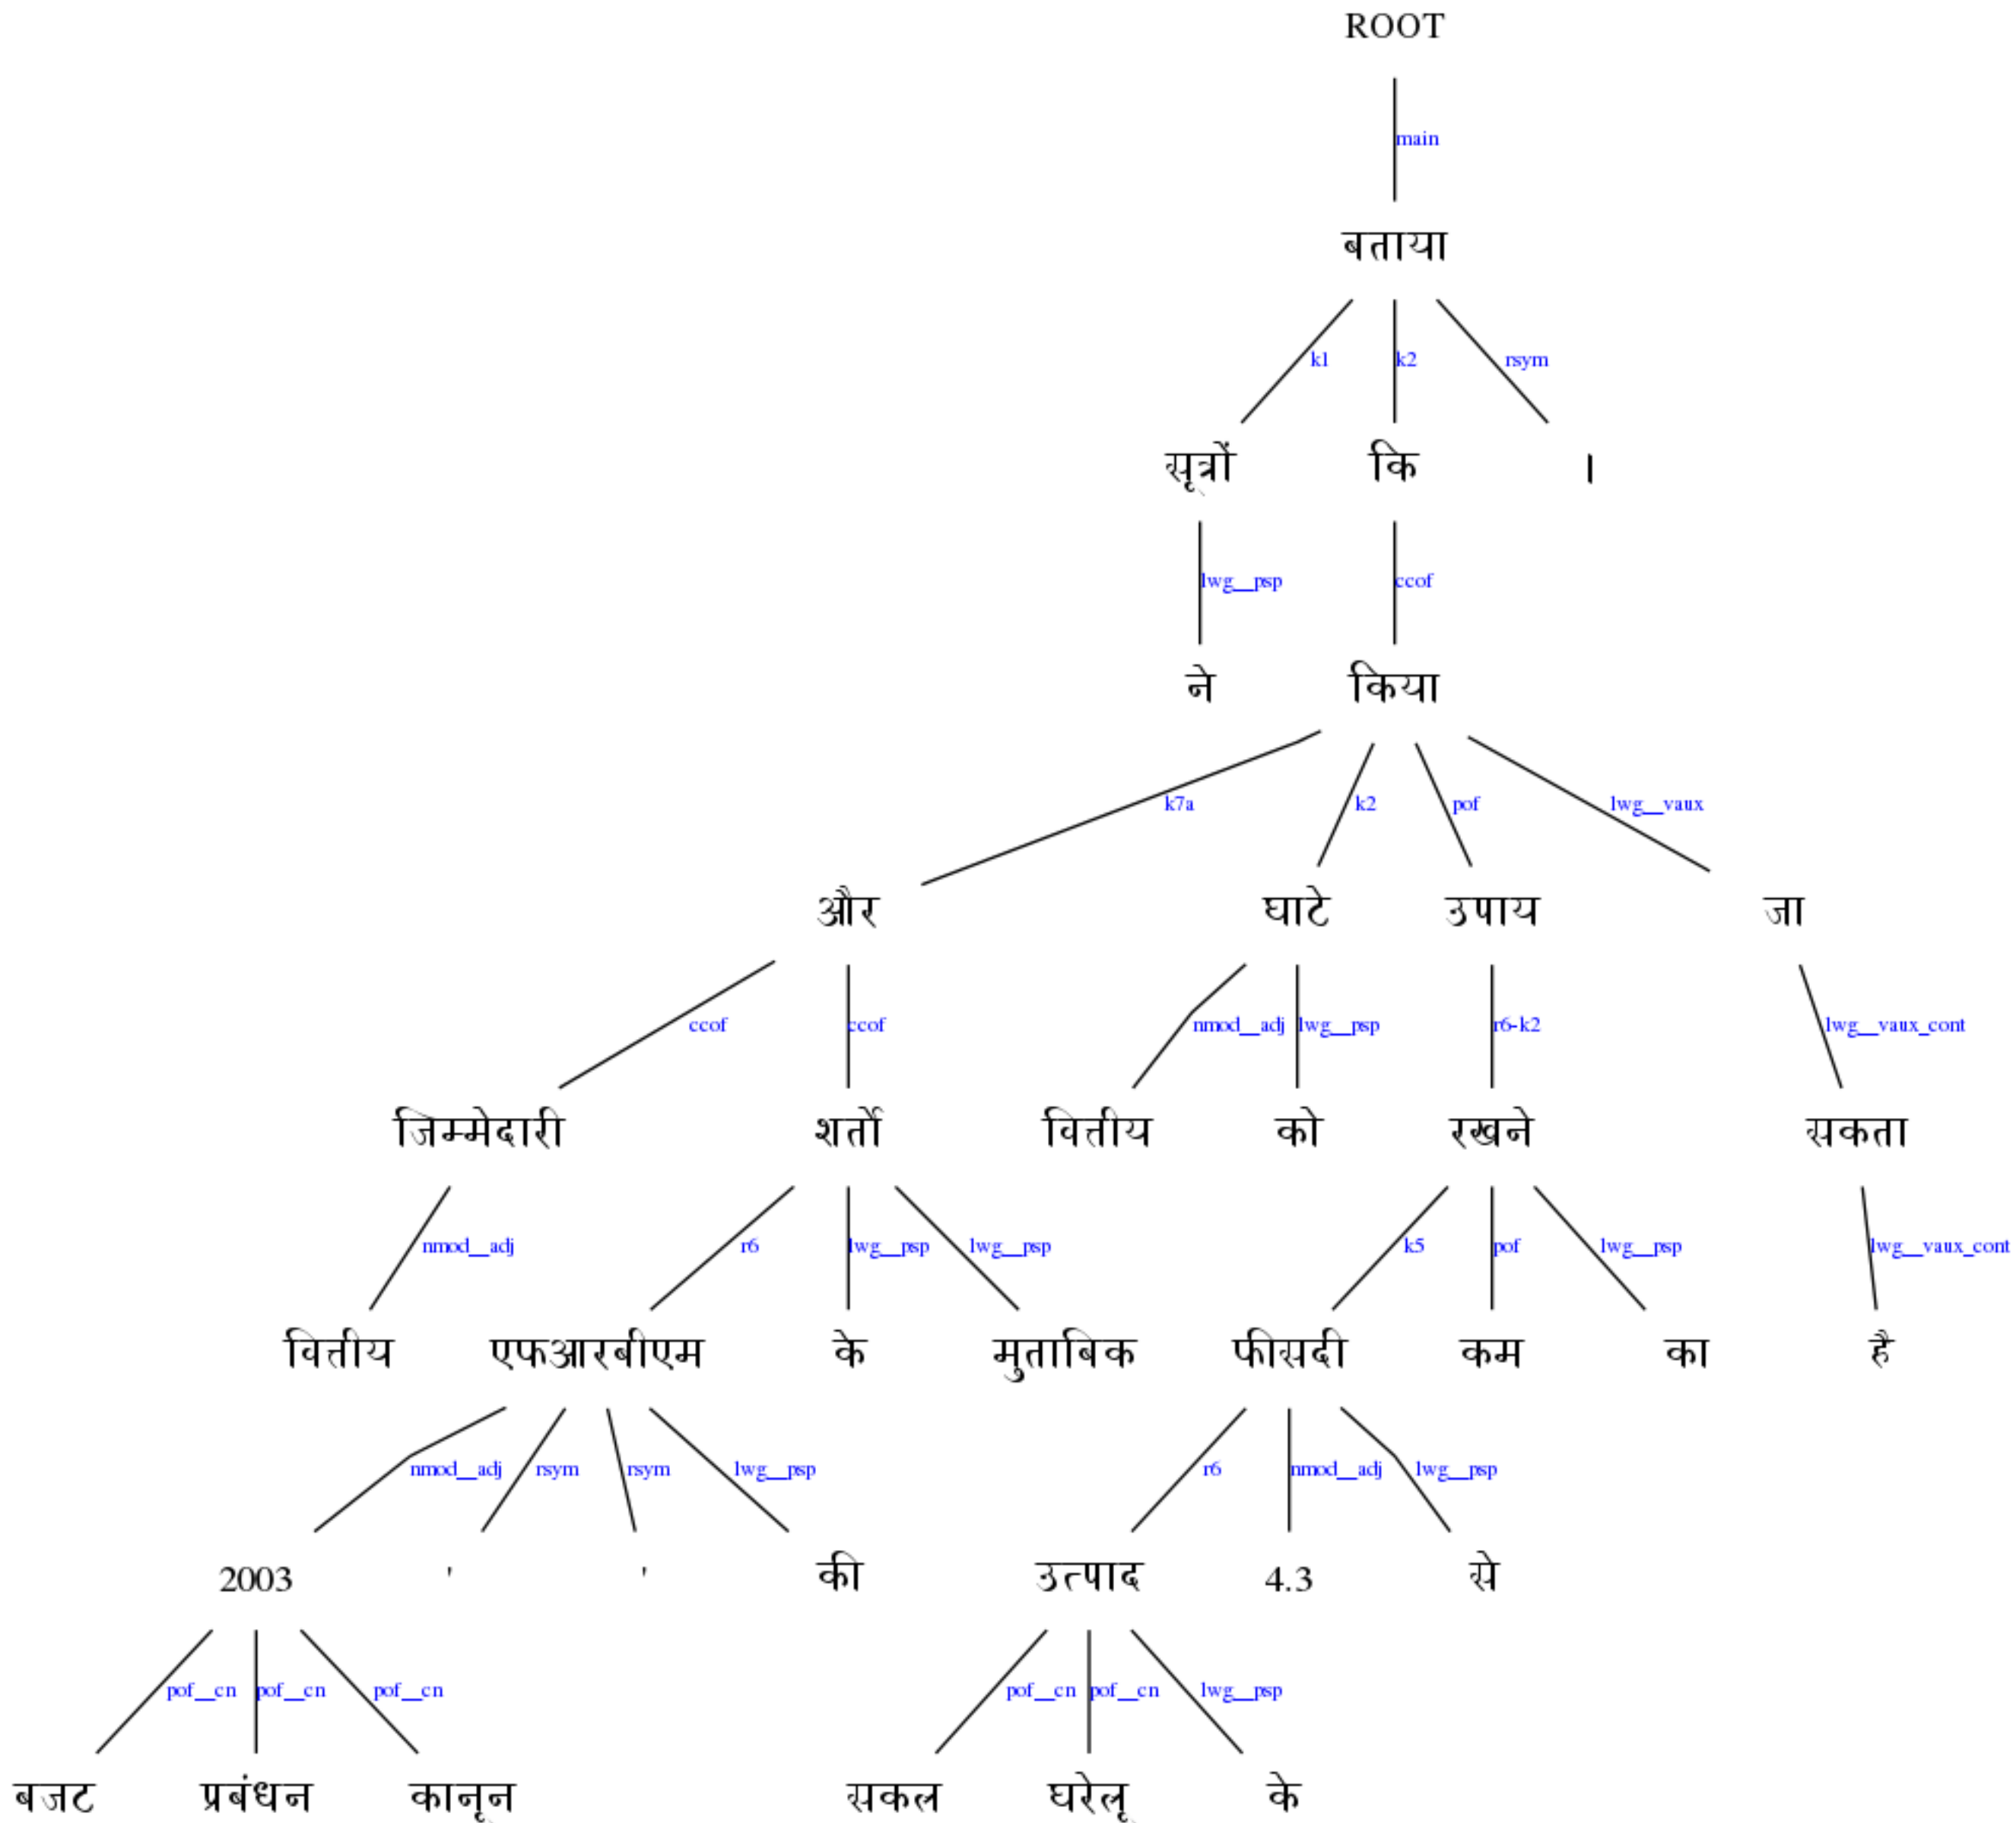 ROOT
main
बताया
k1 k2 rsym
सूत्रों कि ।
lwg__psp ccof
ने किया
k7a k2 pof lwg__vaux
और घाटे उपाय जा
ccof ccof nmod__adj lwg__psp r6-k2 lwg__vaux_cont
जिम्मेदारी शर्तो वित्तीय को रखने सकता
nmod__adj r6 lwg__psp lwg__psp k5 pof lwg__psp lwg__vaux_cont
वित्तीय एफआरबीएम के मुताबिक फीसदी कम का है
nmod__adj rsym rsym lwg__psp r6 nmod__adj lwg__psp
2003 ' ' की उत्पाद 4.3 से
pof__cn pof__cn pof__cn pof__cn pof__cn lwg__psp
बजट प्रबंधन कानून सकल घरेलू के